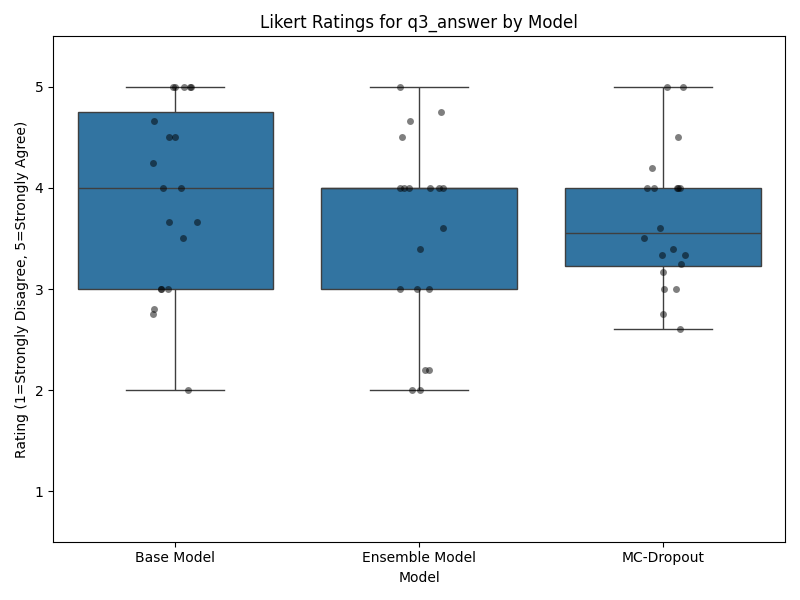 Likert Ratings for q3_answer by Model
Rating (1=Strongly Disagree, 5=Strongly Agree)
5
4
3
2
1
Base Model
Ensemble Model
MC-Dropout
Model